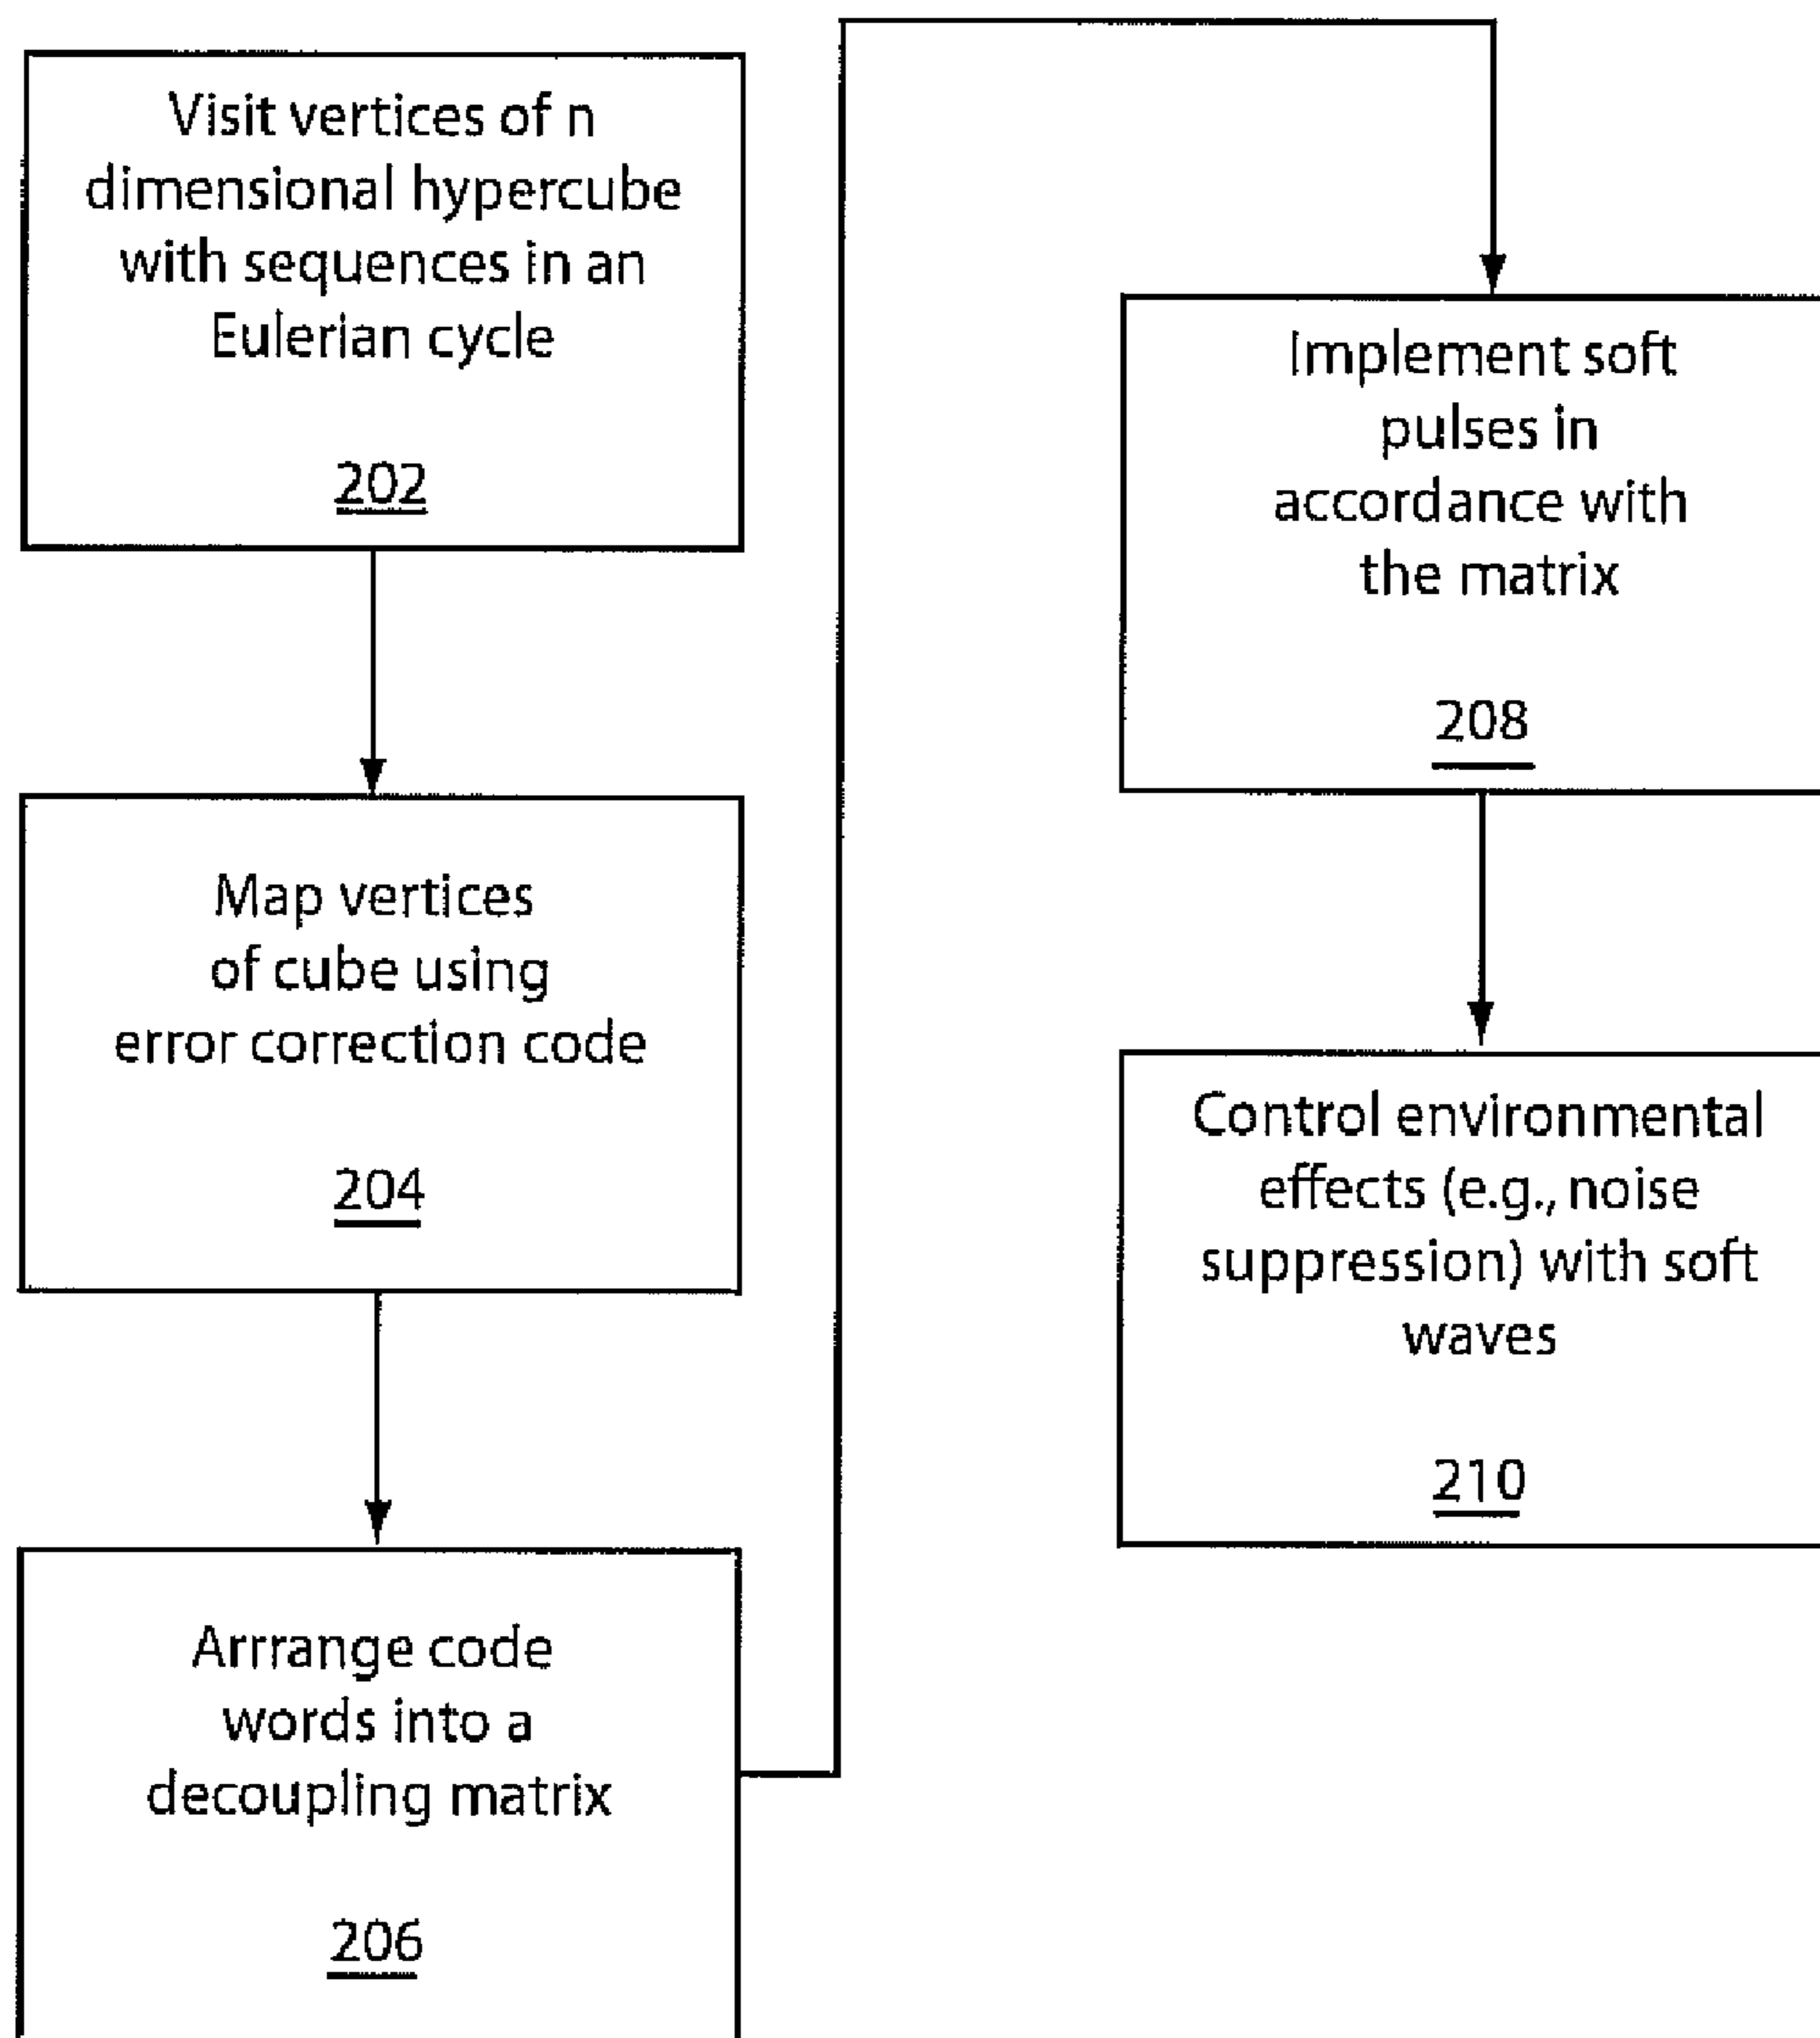 Visit vertices of n
dimensional hypercube
with sequences in an
Eulerian cycle
202
Map vertices
of cube using
error correction code
204
Arrrange code
words into a
decoupling matrix
206
Implement soft
pulses in
accordance with
the matrix
208
Control environmental
effects (e.g., noise
suppression) with soft
waves
210